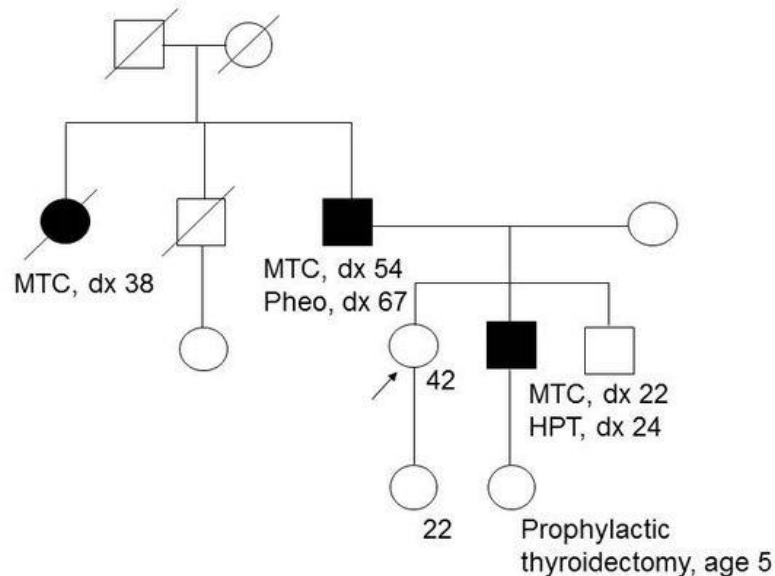 MTC, dx 38
MTC, dx 54
Pheo, dx 67
42
MTC, dx 22
HPT, dx 24
22
Prophylactic
thyroidectomy, age 5